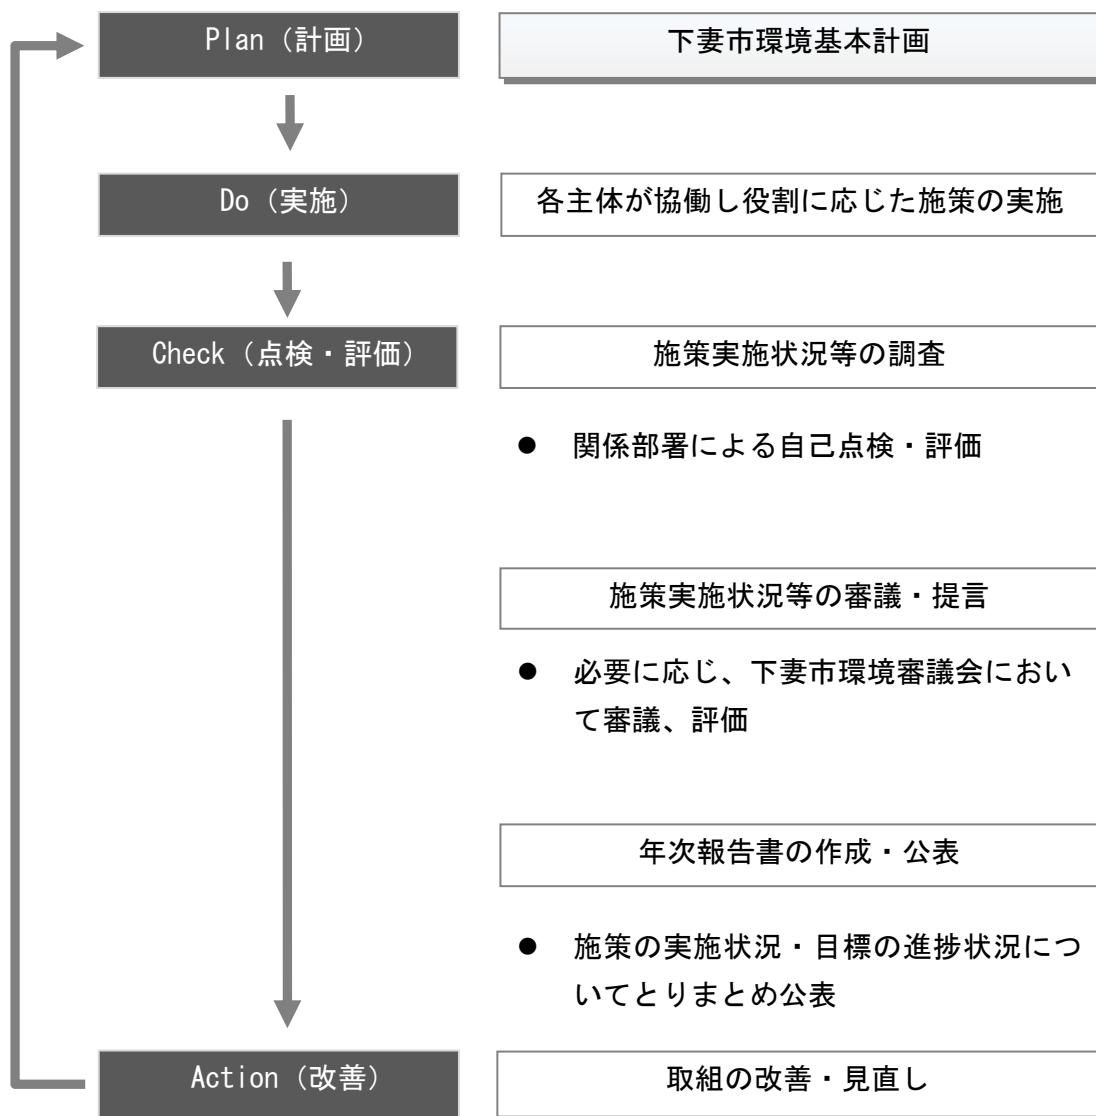 Plan（計画）
下妻市環境基本計画
Do（実施）
各主体が協働し役割に応じた施策の実施
Check（点検・評価）
施策実施状況等の調査
● 関係部署による自己点検・評価
施策実施状況等の審議・提言
● 必要に応じ、下妻市環境審議会におい
て審議、評価
年次報告書の作成・公表
● 施策の実施状況・目標の進捗状況につ
いてとりまとめ公表
Action（改善）
取組の改善・見直し